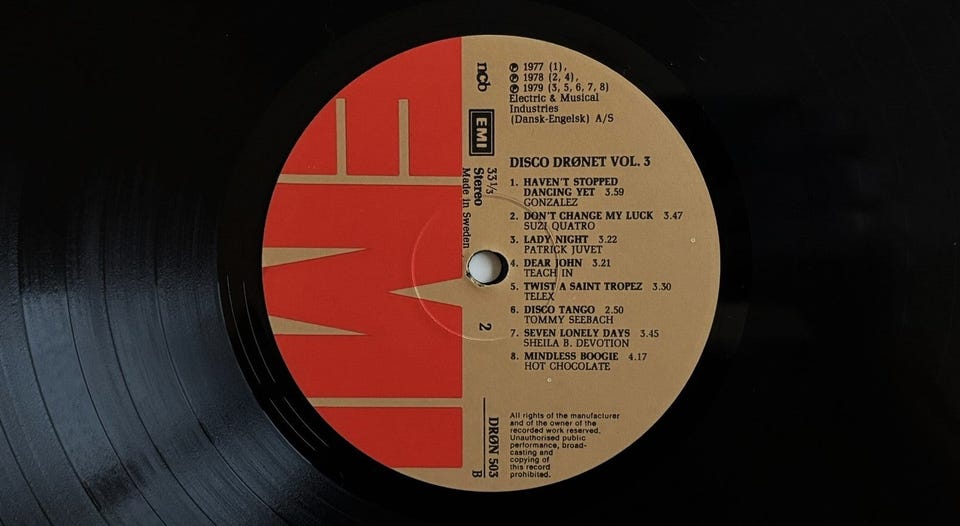 ncb
EMI
33 1/3
Stereo
Made in Sweden
2
DRØN 503
B
EMI
℗ 1977 (1),
℗ 1978 (2, 4),
℗ 1979 (3, 5, 6, 7, 8)
Electric & Musical
Industries
(Dansk-Engelsk) A/S
DISCO DRØNET VOL. 3
1. HAVEN'T STOPPED
DANCING YET 3.59
GONZALEZ
2. DON'T CHANGE MY LUCK 3.47
SUZI QUATRO
3. LADY NIGHT 3.22
PATRICK JUVET
4. DEAR JOHN 3.21
TEACH IN
5. TWIST A SAINT TROPEZ 3.30
TELEX
6. DISCO TANGO 2.50
TOMMY SEEBACH
7. SEVEN LONELY DAYS 3.45
SHEILA B. DEVOTION
8. MINDLESS BOOGIE 4.17
HOT CHOCOLATE
All rights of the manufacturer
and of the owner of the
recorded work reserved.
Unauthorised public
performance, broad-
casting and
copying of
this record
prohibited.